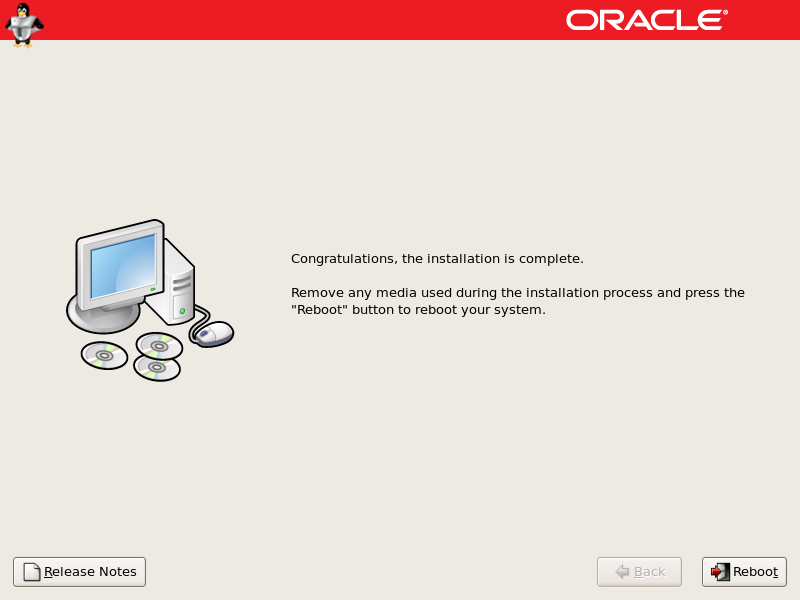 ORACLE®
Congratulations, the installation is complete.
Remove any media used during the installation process and press the
"Reboot" button to reboot your system.
Release Notes
Back
Reboot